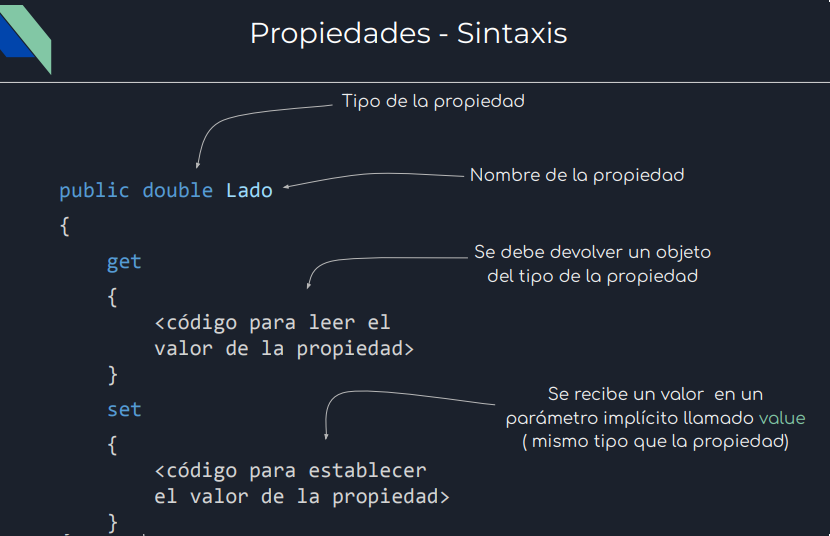 Propiedades - Sintaxis
Tipo de la propiedad
public double Lado
Nombre de la propiedad
{
get
Se debe devolver un objeto
del tipo de la propiedad
{
<código para leer el
valor de la propiedad>
}
set
Se recibe un valor en un
parámetro implícito llamado value
( mismo tipo que la propiedad)
{
<código para establecer
el valor de la propiedad>
}